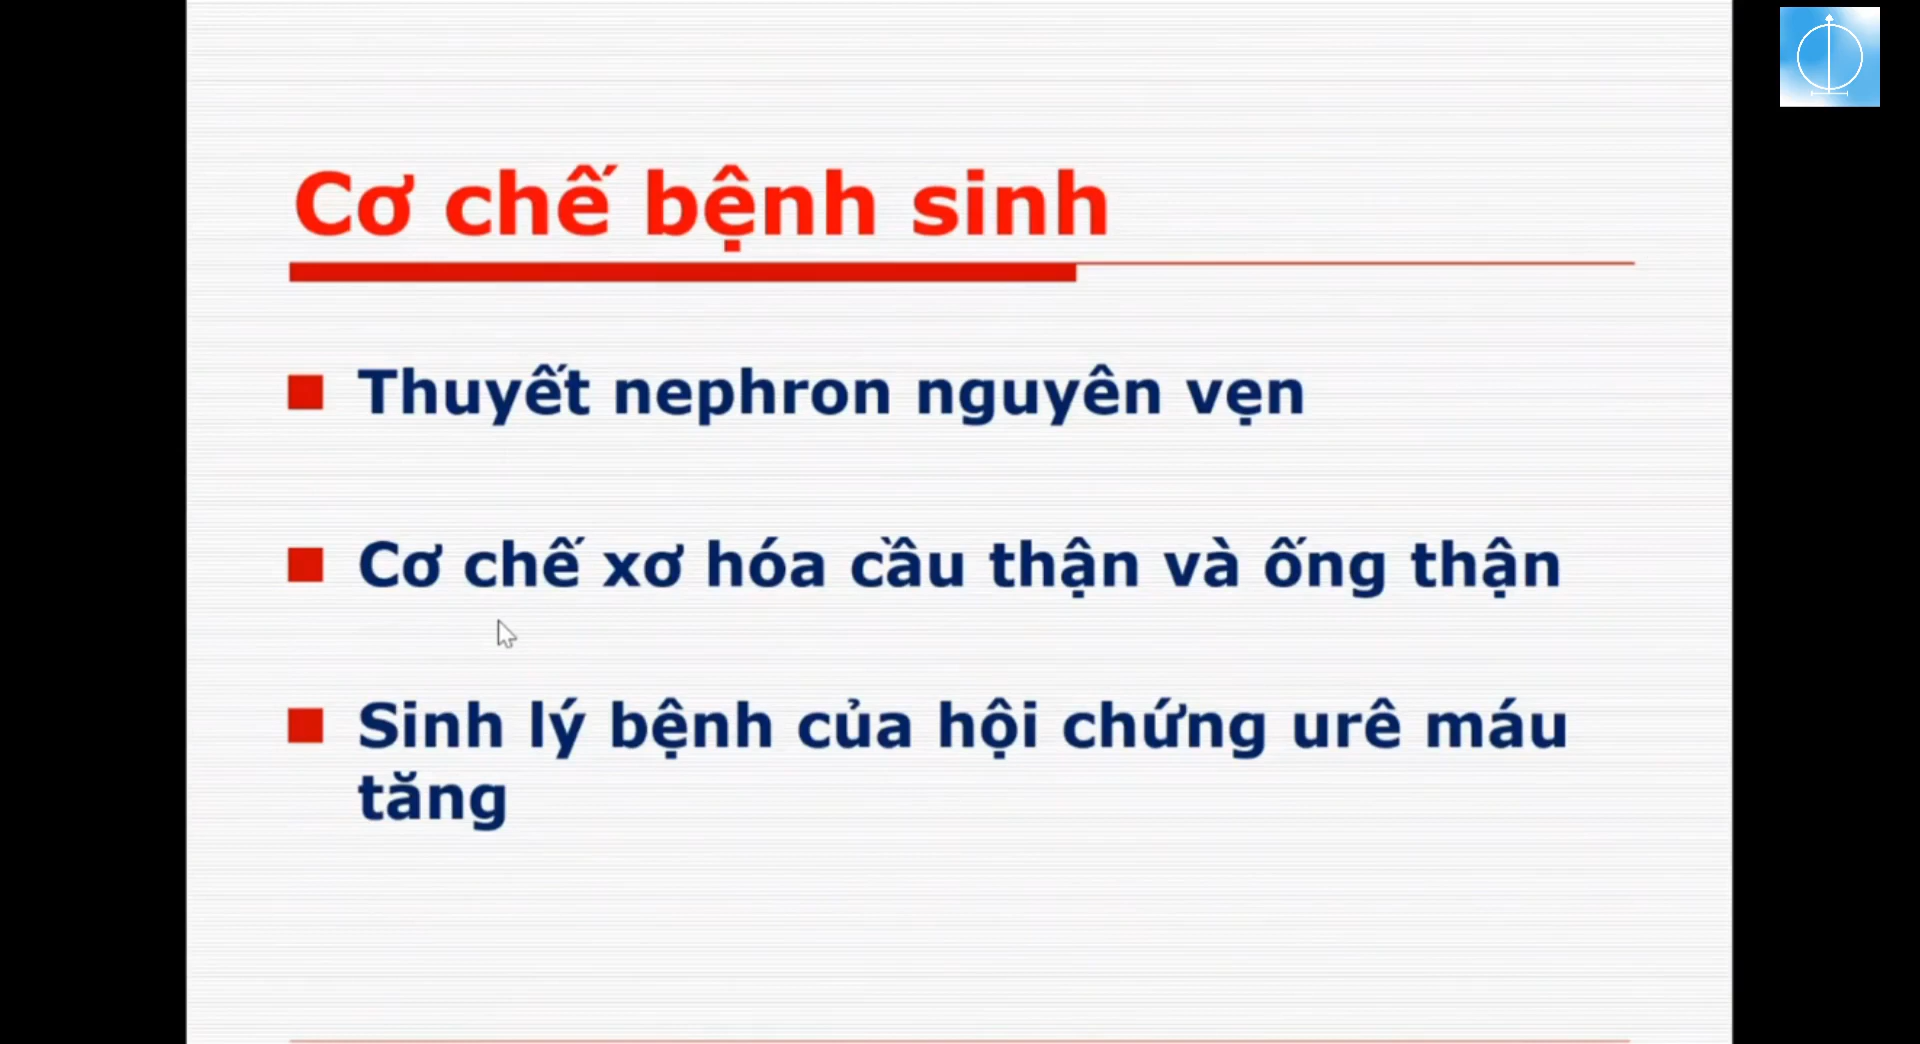 Cơ chế bệnh sinh
Thuyết nephron nguyên vẹn
Cơ chế xơ hóa cầu thận và ống thận
Sinh lý bệnh của hội chứng urê máu
tăng